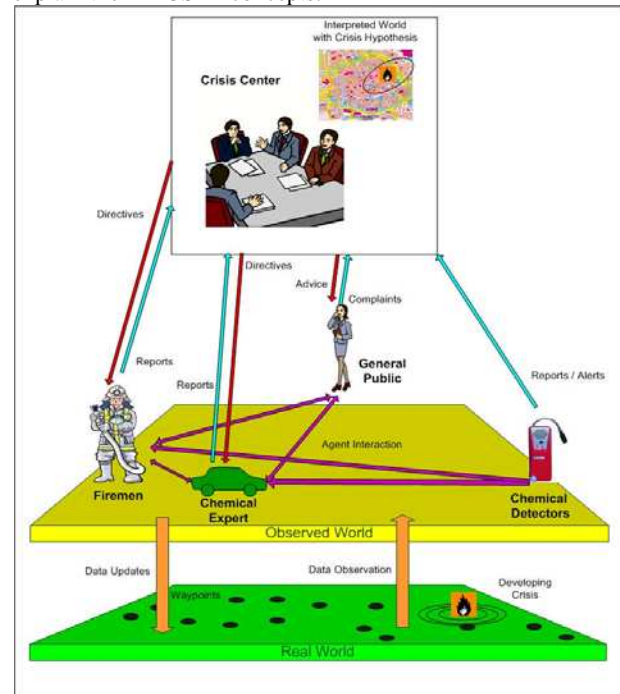 Interpreted World
with Crisis Hypothesis
Crisis Center
Directives
Directives
Advice
Complaints
Reports
Reports
General
Public
Reports / Alerts
Agent Interaction
Firemen
Chemical
Expert
Chemical
Detectors
Observed World
Data Updates
Data Observation
Developing
Crisis
Waypoints
Real World